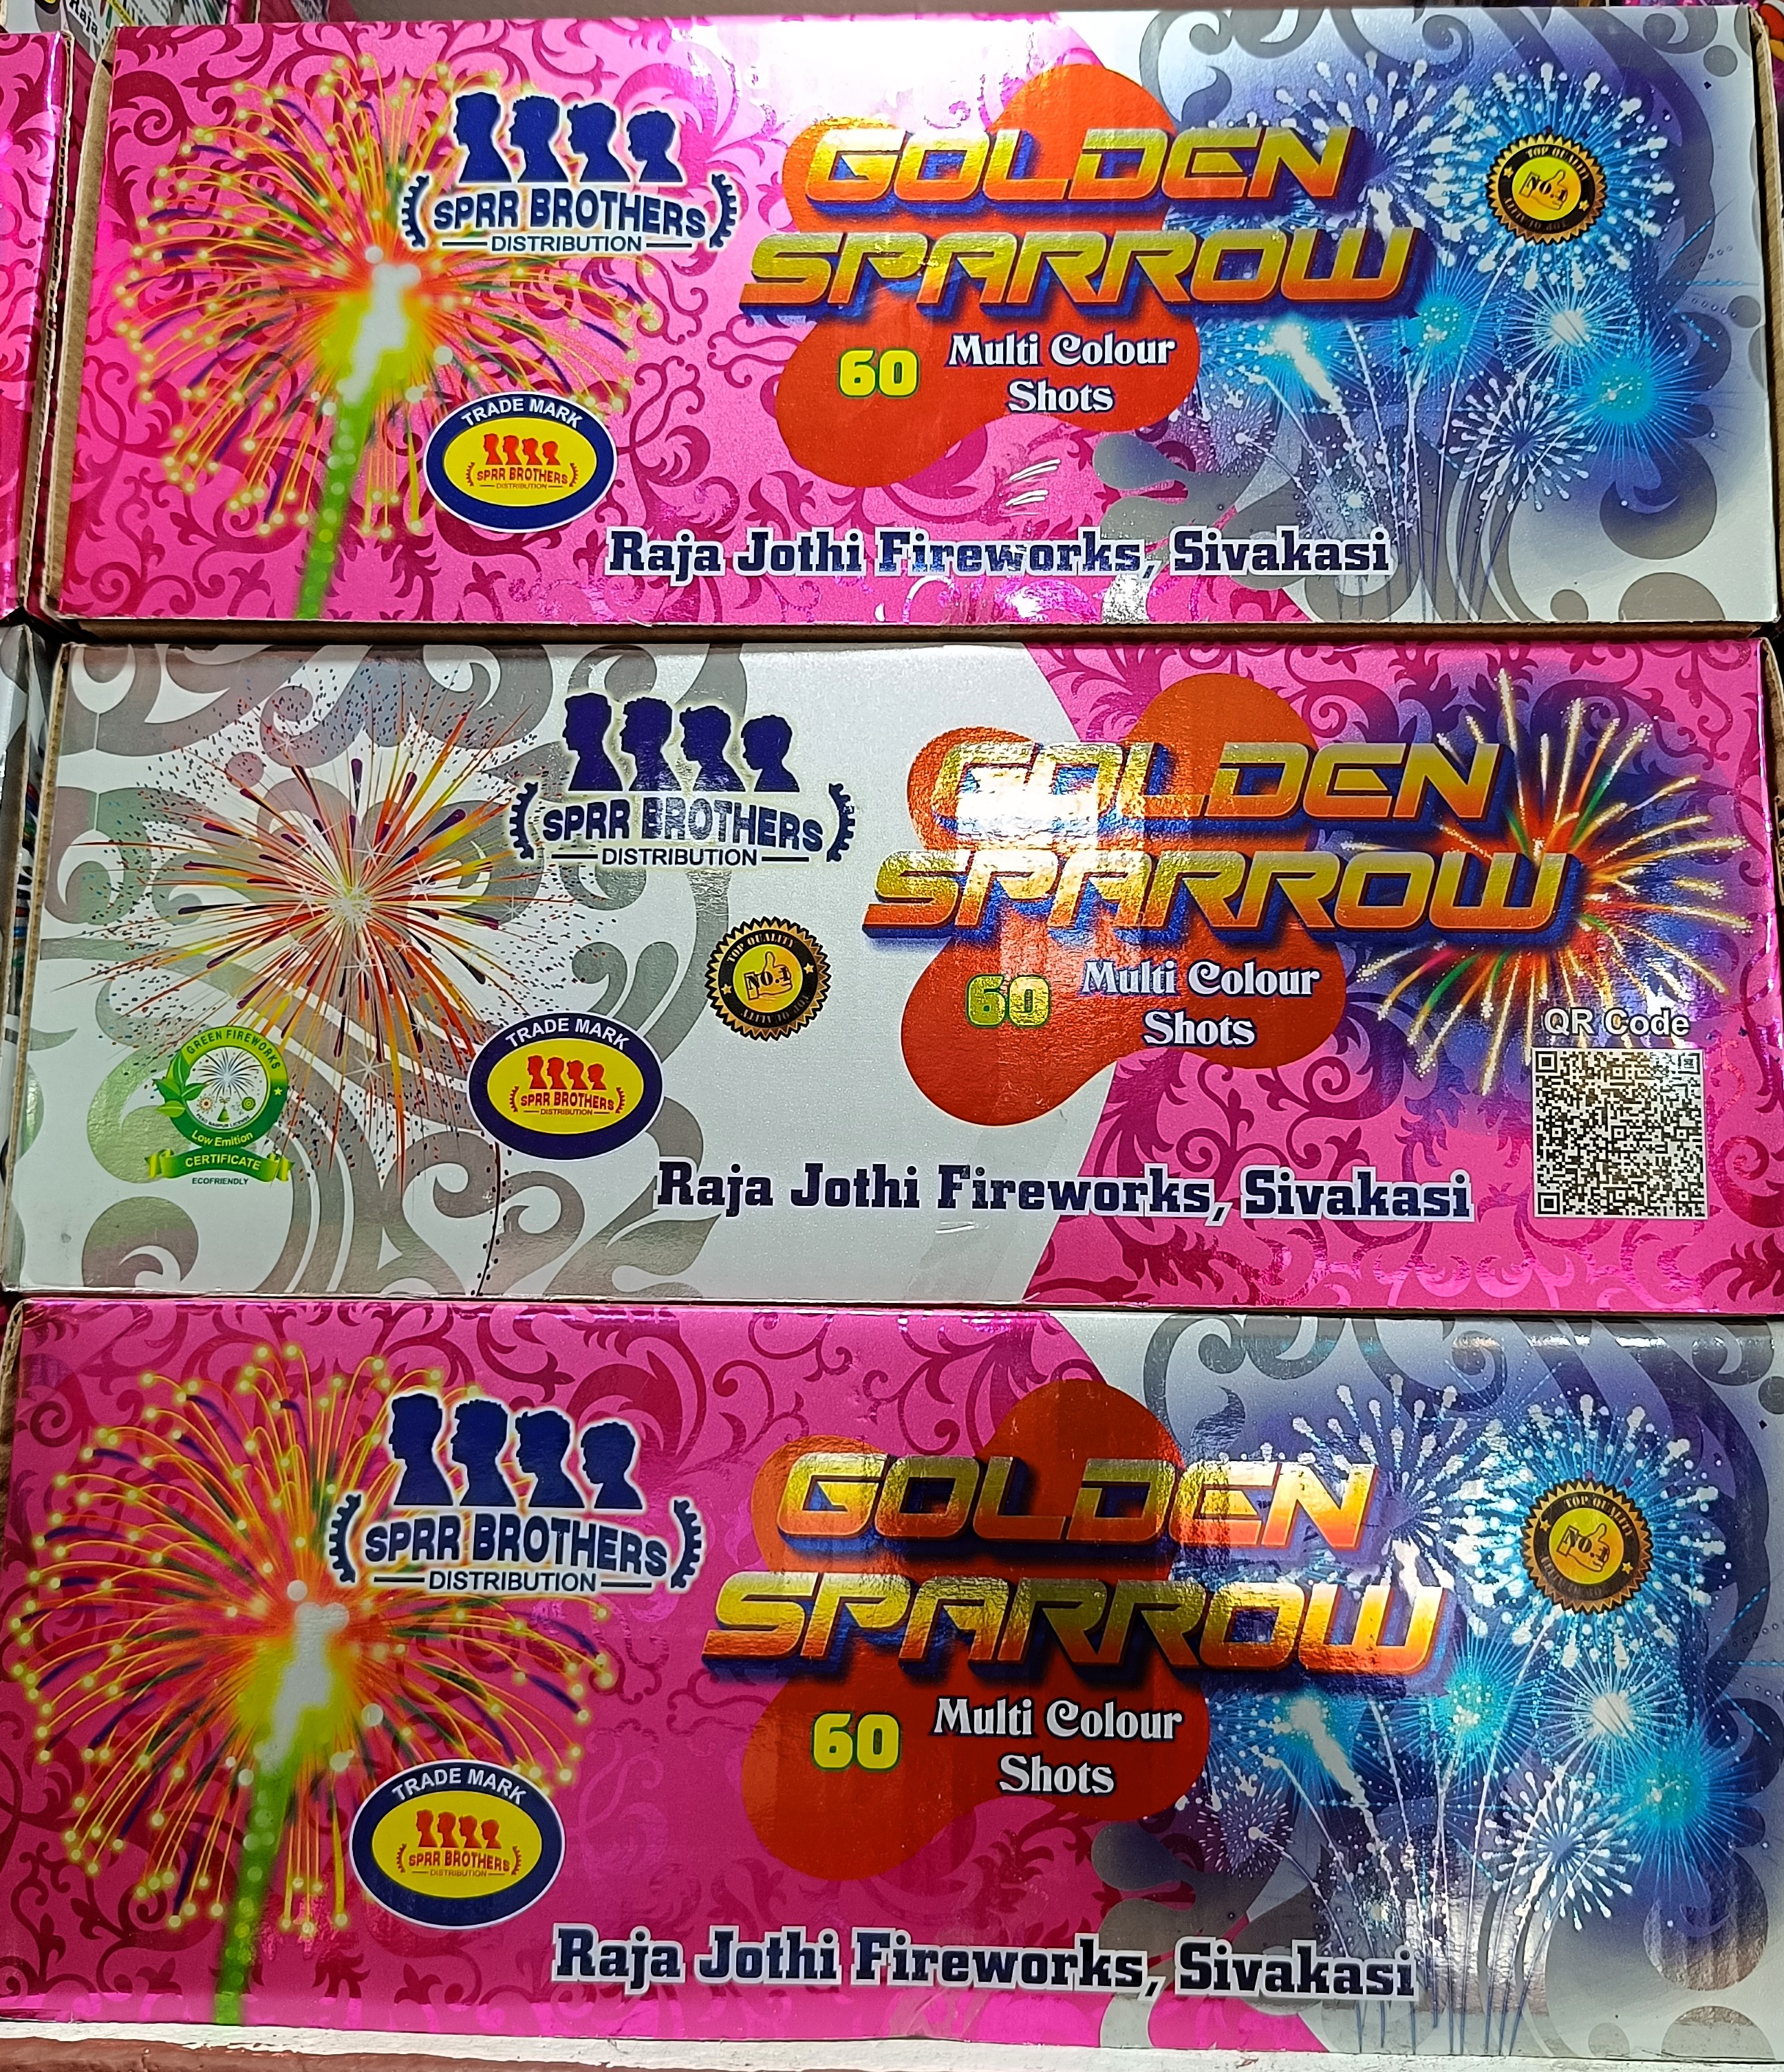 Raja
SPRR BROTHERS
DISTRIBUTION
GOLDEN
SPARROW
60 Multi Colour
Shots
TOP QUALITY
No.1
TRADE MARK
SPRR BROTHERS
DISTRIBUTION
Raja Jothi Fireworks, Sivakasi
SPRR BROTHERS
DISTRIBUTION
GOLDEN
SPARROW
60 Multi Colour
Shots
TOP QUALITY
No.1
GREEN FIREWORKS
Low Emition
CERTIFICATE
ECOFRIENDLY
TRADE MARK
SPRR BROTHERS
DISTRIBUTION
QR Code
Raja Jothi Fireworks, Sivakasi
SPRR BROTHERS
DISTRIBUTION
GOLDEN
SPARROW
60 Multi Colour
Shots
TOP QUALITY
No.1
TRADE MARK
SPRR BROTHERS
DISTRIBUTION
Raja Jothi Fireworks, Sivakasi